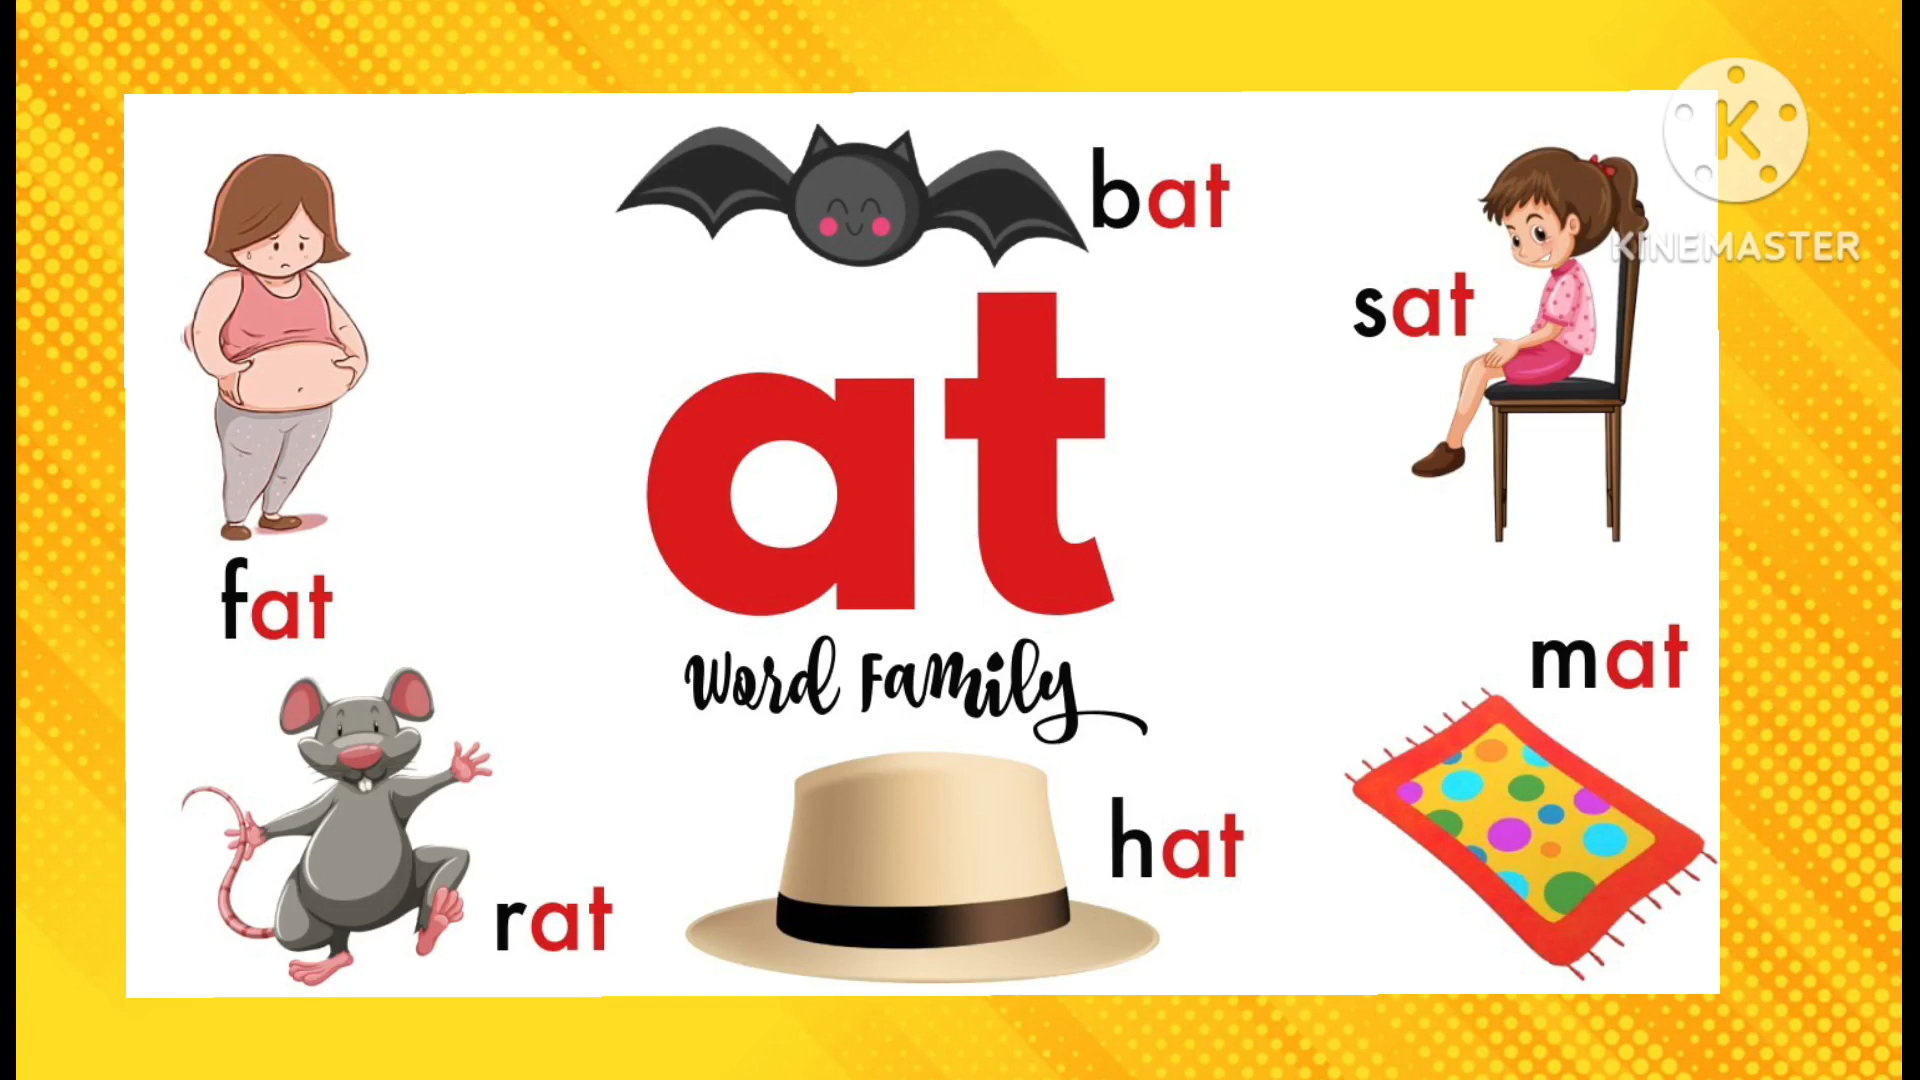 bat
K
KINEMASTER
sat
at
Word Family
fat
mat
hat
rat